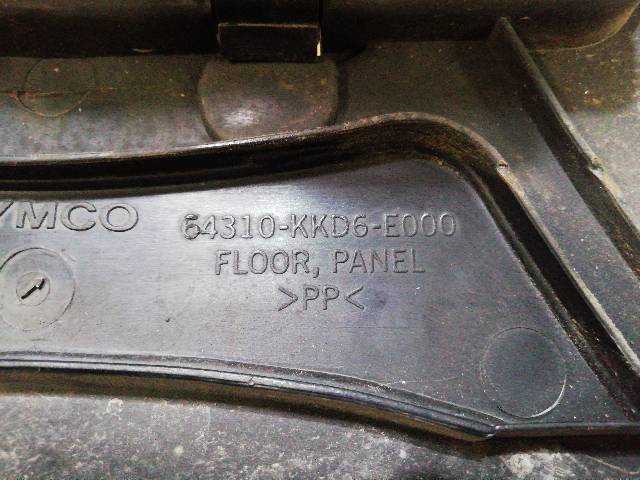 YMCO
64310-KKD6-E000
FLOOR, PANEL
>PP<